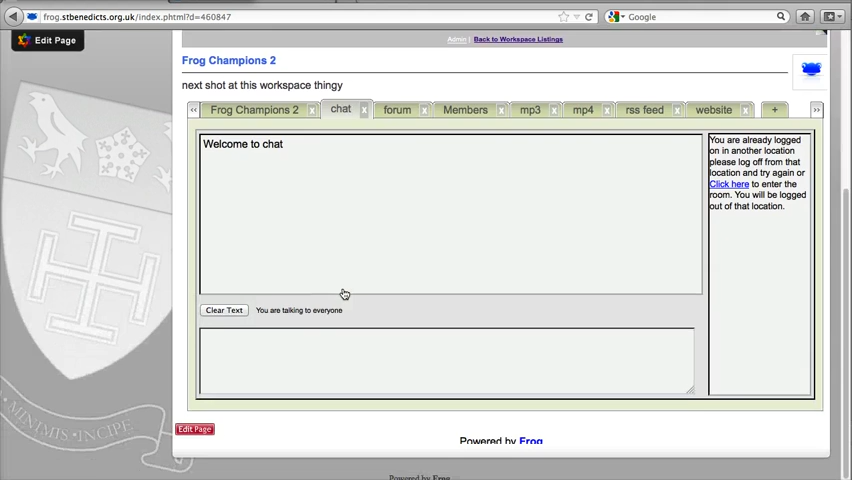 frog.stbenedicts.org.uk/index.phtml?d=460847
Google
Edit Page
Admin | Back to Workspace Listings
Frog Champions 2
next shot at this workspace thingy
<< Frog Champions 2 x chat x forum x Members x mp3 x mp4 x rss feed x website x + >>
Welcome to chat
You are already logged
on in another location
please log off from that
location and try again or
Click here to enter the
room. You will be logged
out of that location.
Clear Text You are talking to everyone
MINIMIS·INCIPE
Edit Page
Powered by Frog
Powered by Frog